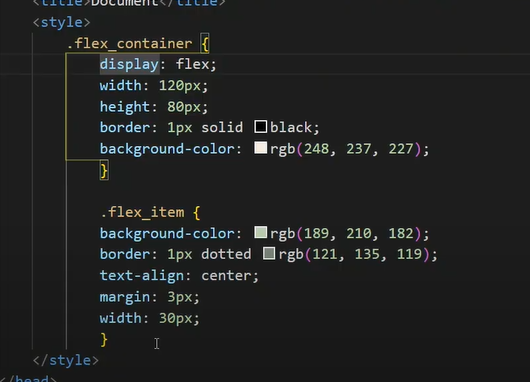 <title>Document</title>
<style>
.flex_container {
display: flex;
width: 120px;
height: 80px;
border: 1px solid black;
background-color: rgb(248, 237, 227);
}
.flex_item {
background-color: rgb(189, 210, 182);
border: 1px dotted rgb(121, 135, 119);
text-align: center;
margin: 3px;
width: 30px;
}
</style>
</head>